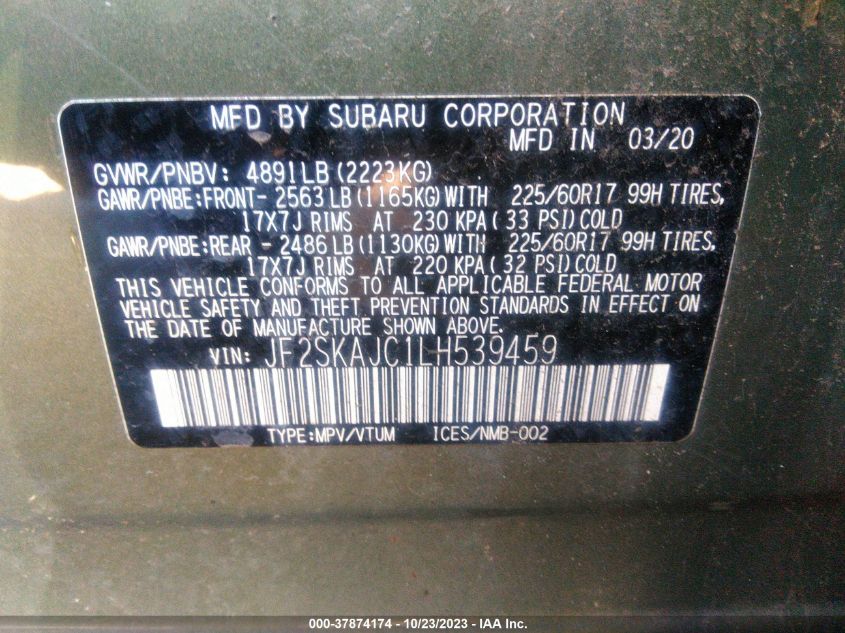 MFD BY SUBARU CORPORATION
MFD IN 03/20
GVWR/PNBV: 4891LB (2223KG)
GAWR/PNBE:FRONT- 2563LB (1165KG)WITH 225/60R17 99H TIRES,
17X7J RIMS AT 230 KPA (33 PSI)COLD
GAWR/PNBE:REAR - 2486LB (1130KG)WITH 225/60R17 99H TIRES,
17X7J RIMS AT 220 KPA (32 PSI)COLD
THIS VEHICLE CONFORMS TO ALL APPLICABLE FEDERAL MOTOR
VEHICLE SAFETY AND THEFT PREVENTION STANDARDS IN EFFECT ON
THE DATE OF MANUFACTURE SHOWN ABOVE.
VIN: JF2SKAJC1LH539459
TYPE:MPV/VTUM ICES/NMB-002
000-37874174 - 10/23/2023 - IAA Inc.